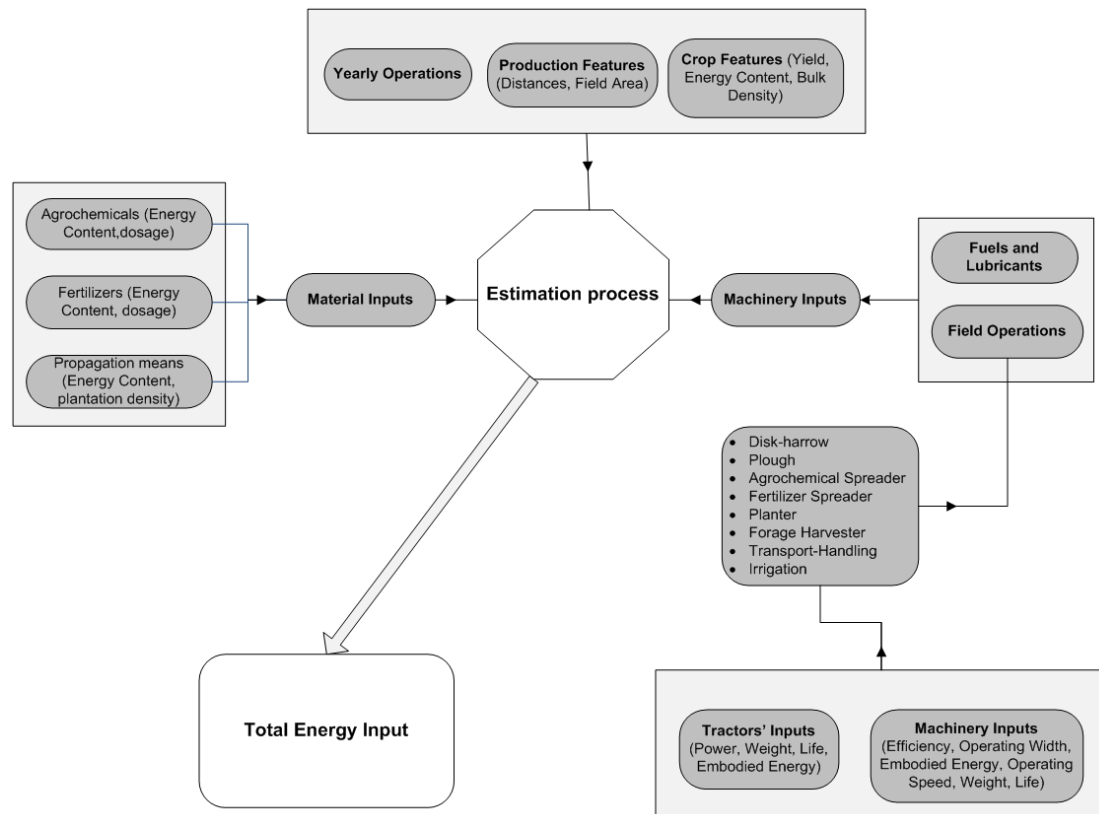 Yearly Operations
Production Features
(Distances, Field Area)
Crop Features (Yield,
Energy Content, Bulk
Density)
Agrochemicals (Energy
Content,dosage)
Fertilizers (Energy
Content, dosage)
Propagation means
(Energy Content,
plantation density)
Material Inputs
Estimation process
Machinery Inputs
Fuels and
Lubricants
Field Operations
• Disk-harrow
• Plough
• Agrochemical Spreader
• Fertilizer Spreader
• Planter
• Forage Harvester
• Transport-Handling
• Irrigation
Total Energy Input
Tractors’ Inputs
(Power, Weight, Life,
Embodied Energy)
Machinery Inputs
(Efficiency, Operating Width,
Embodied Energy, Operating
Speed, Weight, Life)